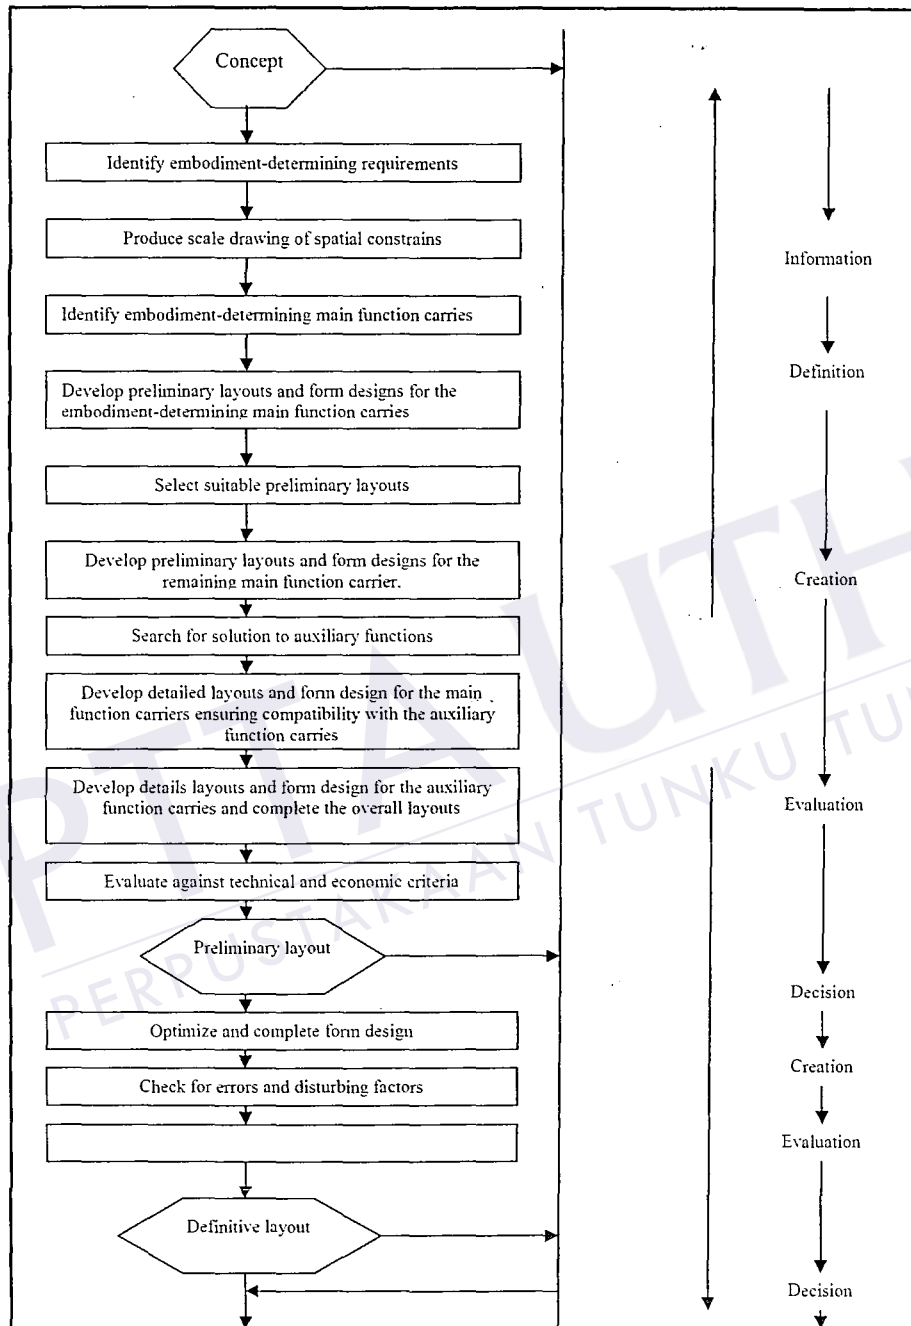 Concept
Identify embodiment-determining requirements
Produce scale drawing of spatial constrains
Identify embodiment-determining main function carries
Develop preliminary layouts and form designs for the
embodiment-determining main function carries
Select suitable preliminary layouts
Develop preliminary layouts and form designs for the
remaining main function carrier.
Search for solution to auxiliary functions
Develop detailed layouts and form design for the main
function carriers ensuring compatibility with the auxiliary
function carries
Develop details layouts and form design for the auxiliary
function carries and complete the overall layouts
Evaluate against technical and economic criteria
Preliminary layout
Optimize and complete form design
Check for errors and disturbing factors
Definitive layout
Information
Definition
Creation
Evaluation
Decision
Creation
Evaluation
Decision
PTTA UTH
PERPUSTAKAAN TUNKU TUN